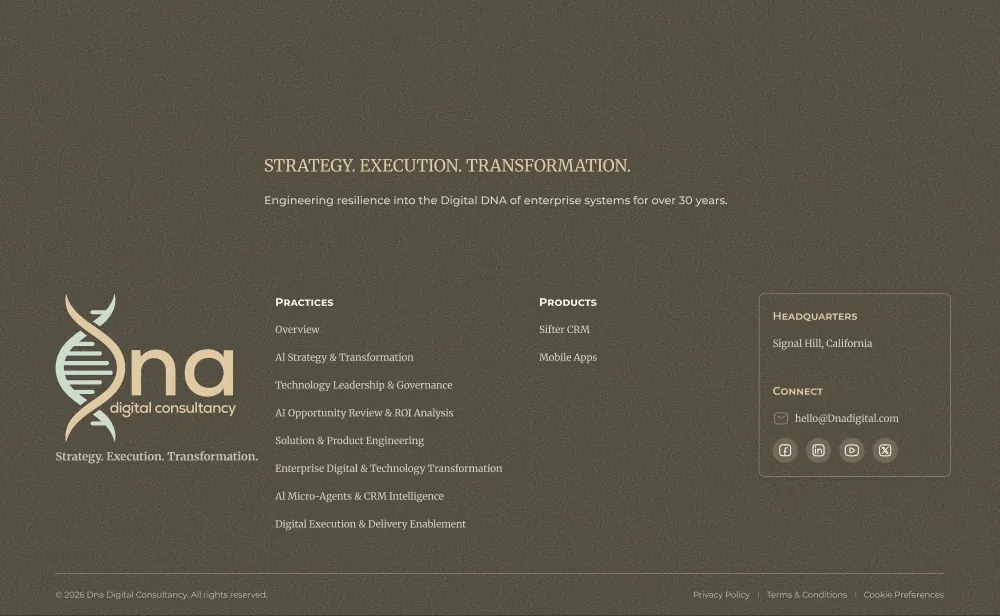 STRATEGY. EXECUTION. TRANSFORMATION.
Engineering resilience into the Digital DNA of enterprise systems for over 30 years.
Dna
digital consultancy
Strategy. Execution. Transformation.
PRACTICES
Overview
AI Strategy & Transformation
Technology Leadership & Governance
AI Opportunity Review & ROI Analysis
Solution & Product Engineering
Enterprise Digital & Technology Transformation
AI Micro-Agents & CRM Intelligence
Digital Execution & Delivery Enablement
PRODUCTS
Sifter CRM
Mobile Apps
HEADQUARTERS
Signal Hill, California
CONNECT
hello@Dnadigital.com
© 2026 Dna Digital Consultancy. All rights reserved.
Privacy Policy | Terms & Conditions | Cookie Preferences